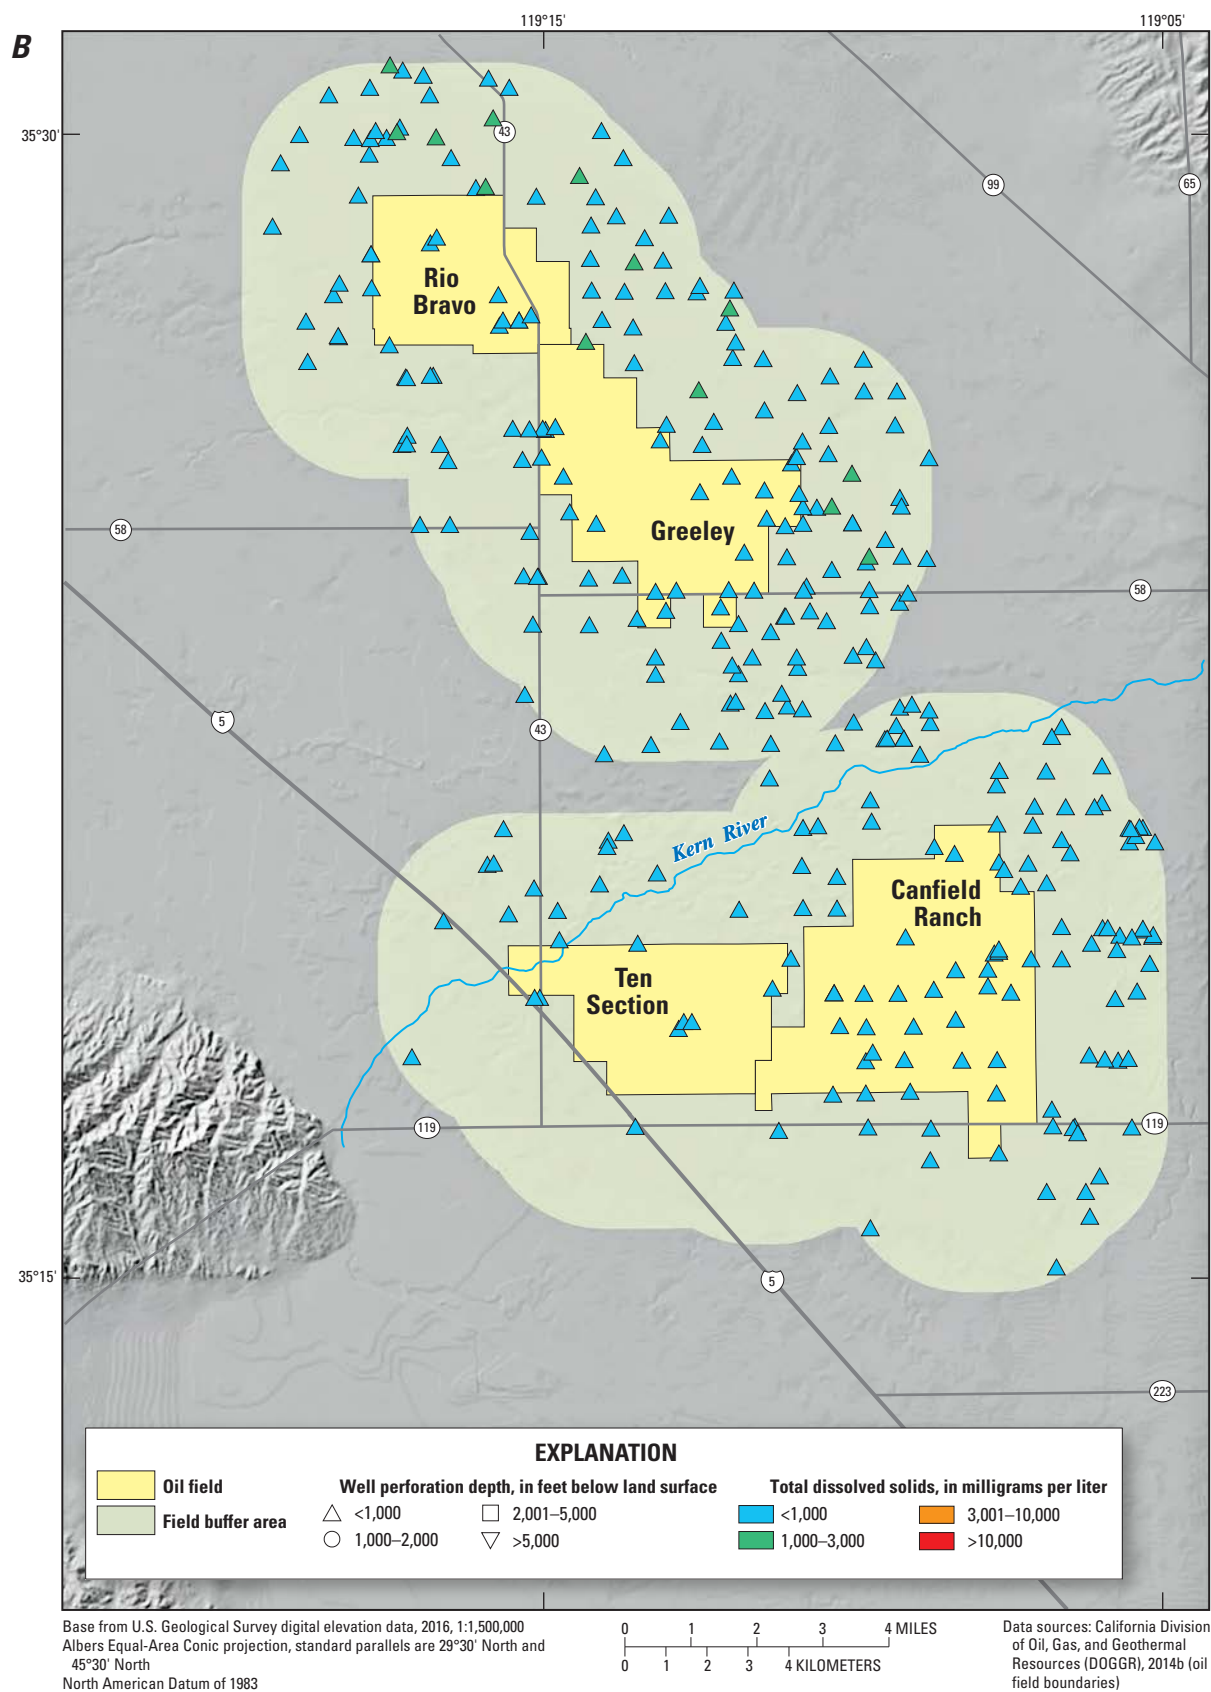 B
119°15'
119°05'
35°30'
43
99
65
Rio
Bravo
Greeley
58
58
5
43
Kern River
Canfield
Ranch
Ten
Section
119
119
35°15'
5
223
EXPLANATION
Oil field
Field buffer area
Well perforation depth, in feet below land surface
<1,000
2,001–5,000
1,000–2,000
>5,000
Total dissolved solids, in milligrams per liter
<1,000
3,001–10,000
1,000–3,000
>10,000
Base from U.S. Geological Survey digital elevation data, 2016, 1:1,500,000
Albers Equal-Area Conic projection, standard parallels are 29°30' North and
45°30' North
North American Datum of 1983
0 1 2 3 4 MILES
0 1 2 3 4 KILOMETERS
Data sources: California Division
of Oil, Gas, and Geothermal
Resources (DOGGR), 2014b (oil
field boundaries)